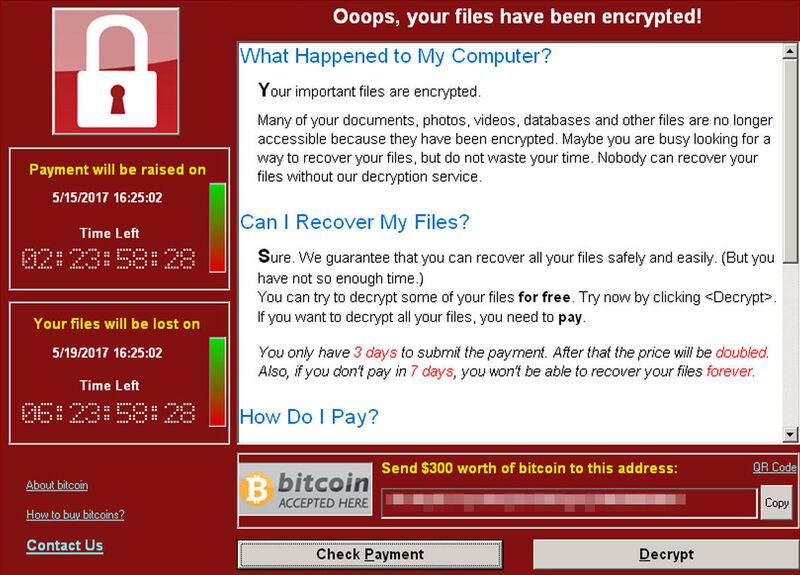 Ooops, your files have been encrypted!
What Happened to My Computer?
Your important files are encrypted.
Many of your documents, photos, videos, databases and other files are no longer
accessible because they have been encrypted. Maybe you are busy looking for a
way to recover your files, but do not waste your time. Nobody can recover your
files without our decryption service.
Can I Recover My Files?
Sure. We guarantee that you can recover all your files safely and easily. (But you
have not so enough time.)
You can try to decrypt some of your files for free. Try now by clicking <Decrypt>.
If you want to decrypt all your files, you need to pay.
You only have 3 days to submit the payment. After that the price will be doubled.
Also, if you don't pay in 7 days, you won't be able to recover your files forever.
How Do I Pay?
Payment will be raised on
5/15/2017 16:25:02
Time Left
02:23:58:28
Your files will be lost on
5/19/2017 16:25:02
Time Left
06:23:58:28
About bitcoin
How to buy bitcoins?
Contact Us
bitcoin
ACCEPTED HERE
Send $300 worth of bitcoin to this address:
QR Code
Copy
Check Payment
Decrypt